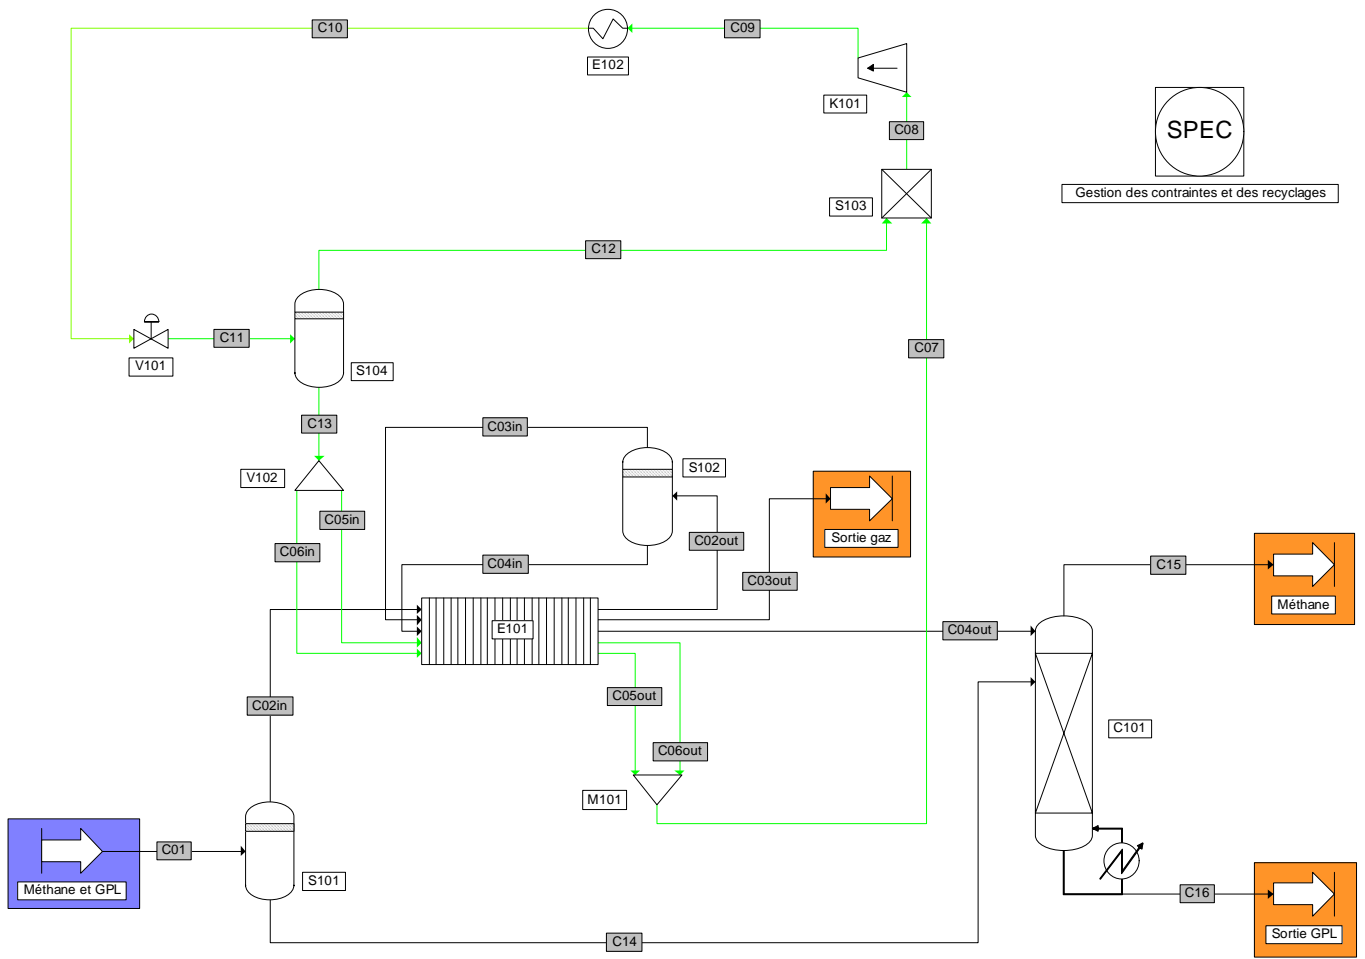 C10
C09
E102
K101
C08
SPEC
Gestion des contraintes et des recyclages
S103
C12
C11
V101
S104
C07
C13
C03in
V102
S102
C05in
C06in
C02out
Sortie gaz
C04in
C03out
C15
Méthane
E101
C04out
C05out
C02in
C101
C06out
M101
C01
Méthane et GPL
S101
C16
Sortie GPL
C14